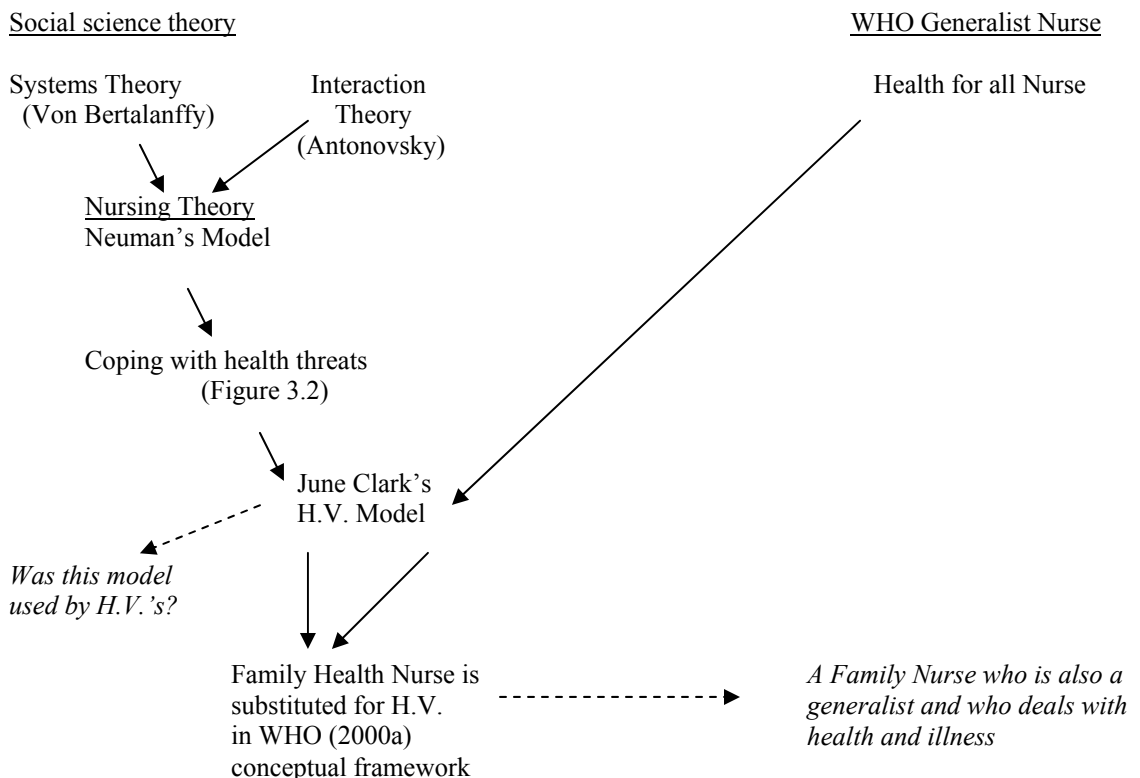 Social science theory
WHO Generalist Nurse
Systems Theory
(Von Bertalanffy)
Interaction
Theory
(Antonovsky)
Health for all Nurse
Nursing Theory
Neuman’s Model
Coping with health threats
(Figure 3.2)
June Clark’s
H.V. Model
Was this model
used by H.V.’s?
Family Health Nurse is
substituted for H.V.
in WHO (2000a)
conceptual framework
A Family Nurse who is also a
generalist and who deals with
health and illness